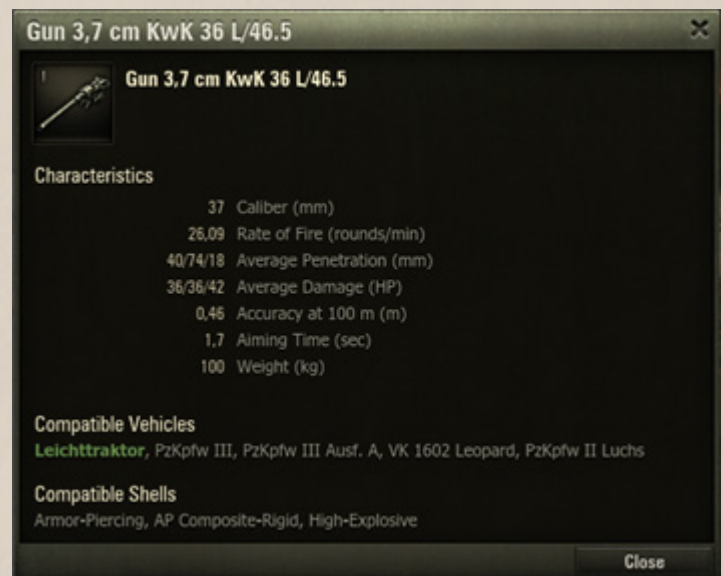 Gun 3,7 cm KwK 36 L/46.5
I
Gun 3,7 cm KwK 36 L/46.5
Characteristics
37 Caliber (mm)
26,09 Rate of Fire (rounds/min)
40/74/18 Average Penetration (mm)
36/36/42 Average Damage (HP)
0,46 Accuracy at 100 m (m)
1,7 Aiming Time (sec)
100 Weight (kg)
Compatible Vehicles
Leichttraktor, PzKpfw III, PzKpfw III Ausf. A, VK 1602 Leopard, PzKpfw II Luchs
Compatible Shells
Armor-Piercing, AP Composite-Rigid, High-Explosive
Close